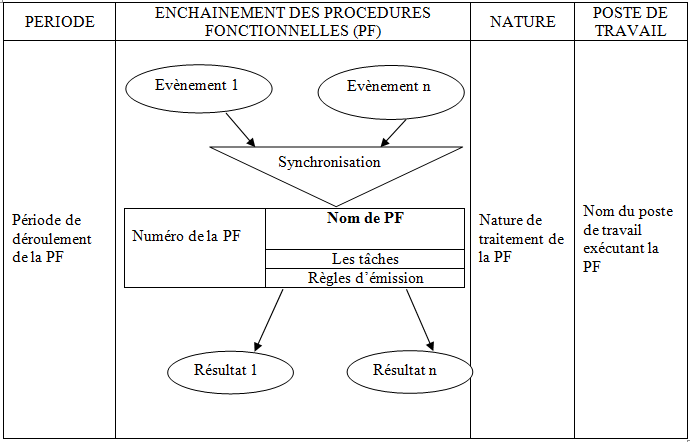 PERIODE
ENCHAINEMENT DES PROCEDURES
FONCTIONNELLES (PF)
NATURE
POSTE DE
TRAVAIL
Evènement 1
Evènement n
Synchronisation
Période de
déroulement
de la PF
Numéro de la PF
Nom de PF
Les tâches
Règles d’émission
Nature de
traitement de
la PF
Nom du poste
de travail
exécutant la
PF
Résultat 1
Résultat n